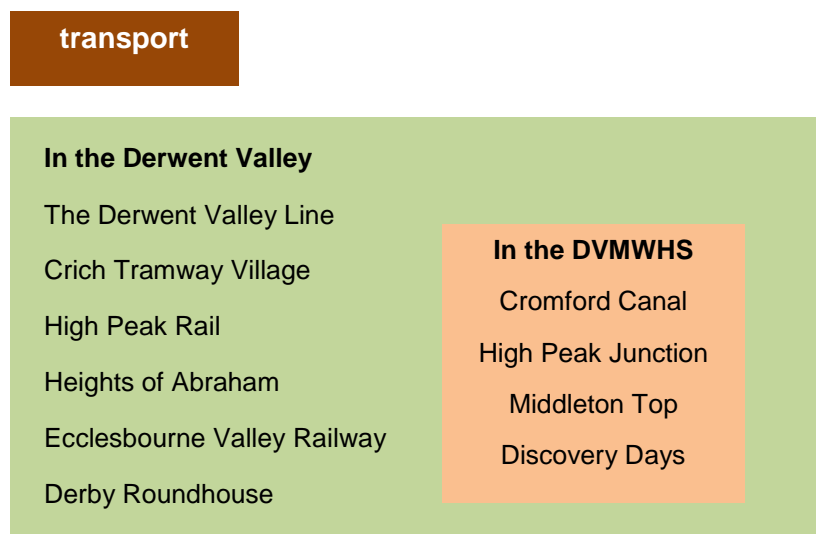 transport
In the Derwent Valley
The Derwent Valley Line
Crich Tramway Village
High Peak Rail
Heights of Abraham
Ecclesbourne Valley Railway
Derby Roundhouse
In the DVMWHS
Cromford Canal
High Peak Junction
Middleton Top
Discovery Days